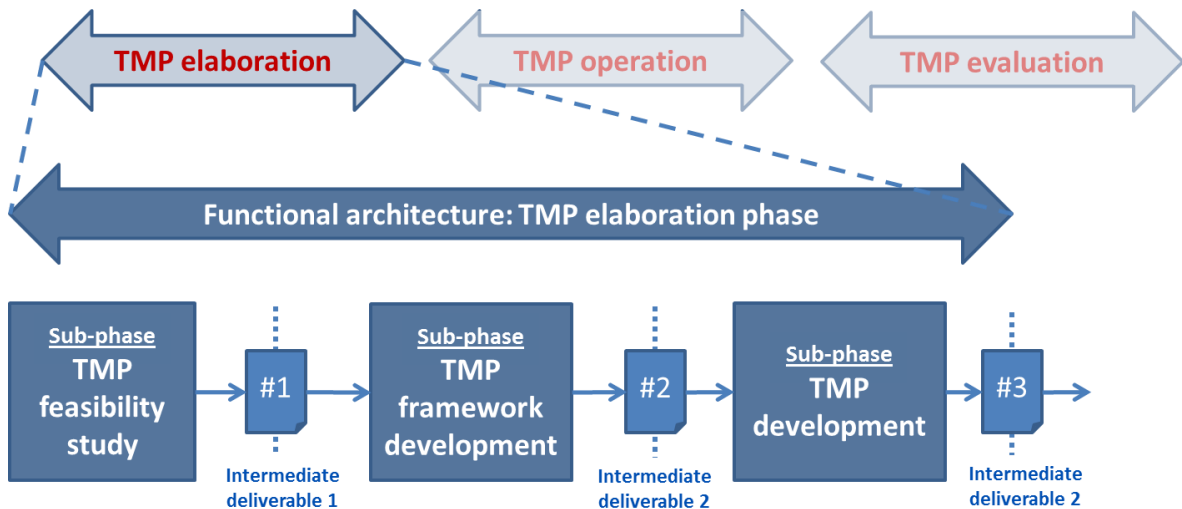 TMP elaboration
TMP operation
TMP evaluation
Functional architecture: TMP elaboration phase
Sub-phase
TMP
feasibility
study
#1
Intermediate
deliverable 1
Sub-phase
TMP
framework
development
#2
Intermediate
deliverable 2
Sub-phase
TMP
development
#3
Intermediate
deliverable 2